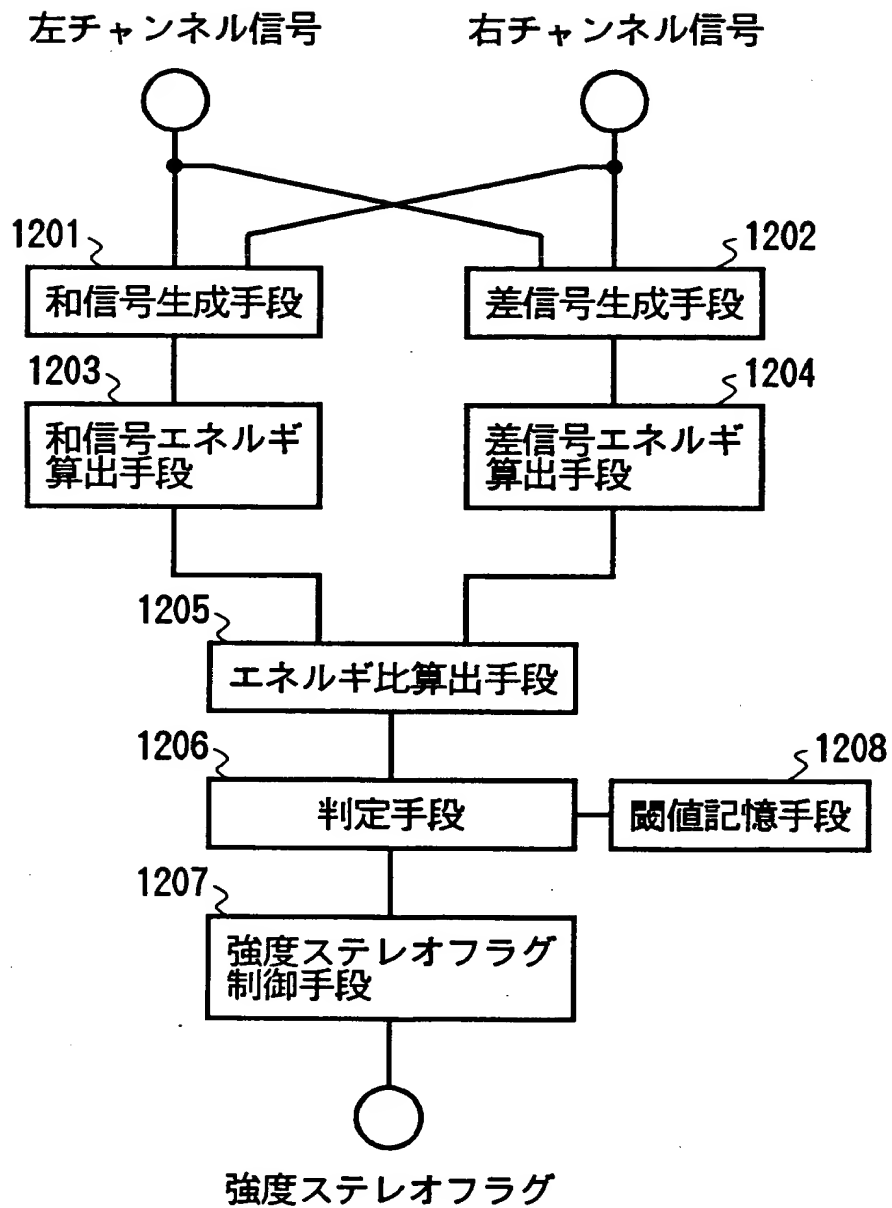 左チャンネル信号
右チャンネル信号
1201
1202
和信号生成手段
差信号生成手段
1203
1204
和信号エネルギ
算出手段
差信号エネルギ
算出手段
1205
エネルギ比算出手段
1206
1208
判定手段
閾値記憶手段
1207
強度ステレオフラグ
制御手段
強度ステレオフラグ